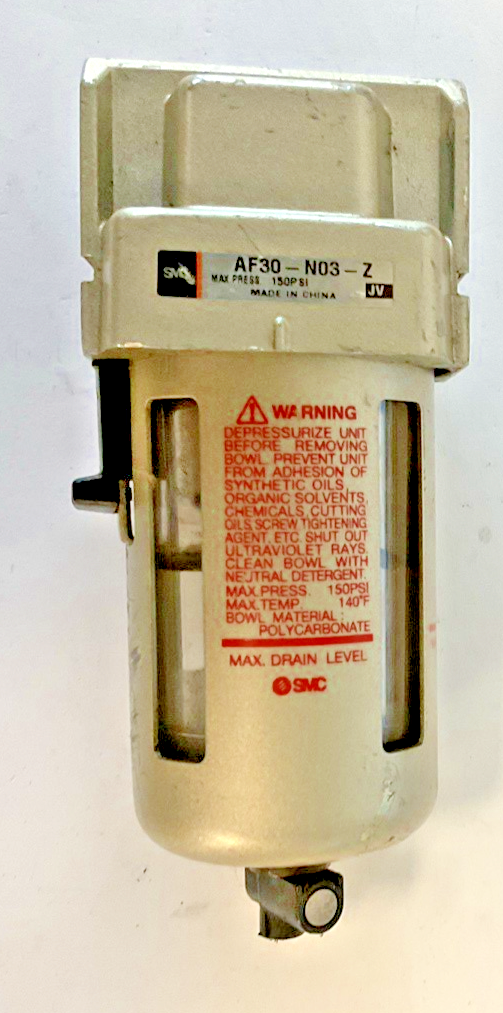 SMC
AF30-N03-Z
MAX PRESS 150PSI
MADE IN CHINA
JV
WARNING
DEPRESSURIZE UNIT
BEFORE REMOVING
BOWL. PREVENT UNIT
FROM ADHESION OF
SYNTHETIC OILS,
ORGANIC SOLVENTS,
CHEMICALS, CUTTING
OILS, SCREW TIGHTENING
AGENT, ETC. SHUT OUT
ULTRAVIOLET RAYS.
CLEAN BOWL WITH
NEUTRAL DETERGENT.
MAX.PRESS. 150PSI
MAX.TEMP. 140°F
BOWL MATERIAL:
POLYCARBONATE
MAX. DRAIN LEVEL
SMC